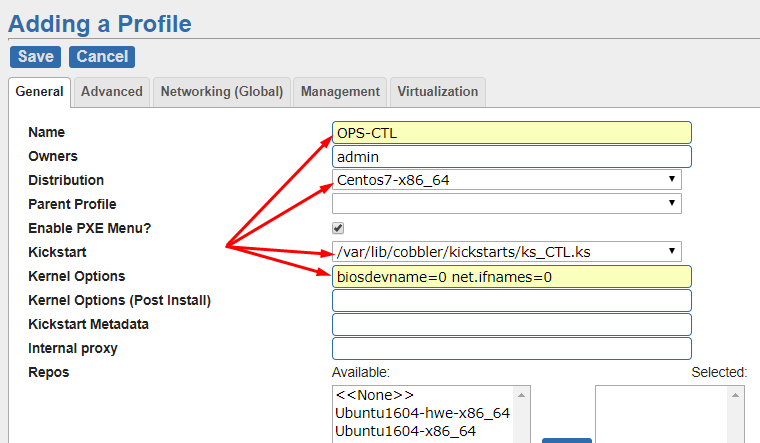 Adding a Profile
Save Cancel
General Advanced Networking (Global) Management Virtualization
Name OPS-CTL
Owners admin
Distribution Centos7-x86_64
Parent Profile
Enable PXE Menu?
Kickstart /var/lib/cobbler/kickstarts/ks_CTL.ks
Kernel Options biosdevname=0 net.ifnames=0
Kernel Options (Post Install)
Kickstart Metadata
Internal proxy
Repos Available: Selected:
<<None>>
Ubuntu1604-hwe-x86_64
Ubuntu1604-x86_64